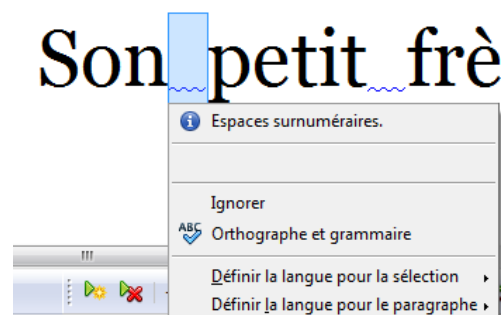 Son  petit  frè
Espaces surnuméraires.
Ignorer
ABC Orthographe et grammaire
Définir la langue pour la sélection
Définir la langue pour le paragraphe